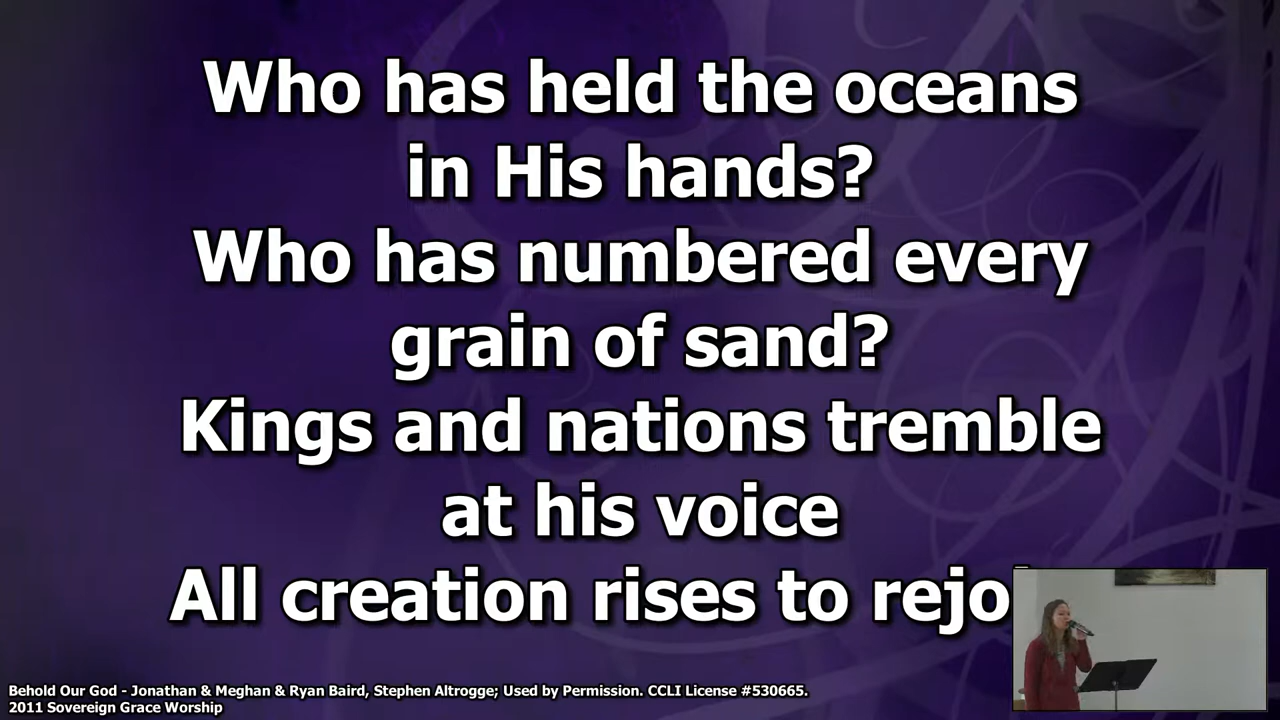 Who has held the oceans
in His hands?
Who has numbered every
grain of sand?
Kings and nations tremble
at his voice
All creation rises to
Behold Our God - Jonathan & Meghan & Ryan Baird, Stephen Altrogge; Used by Permission. CCLI License #530665.
2011 Sovereign Grace Worship